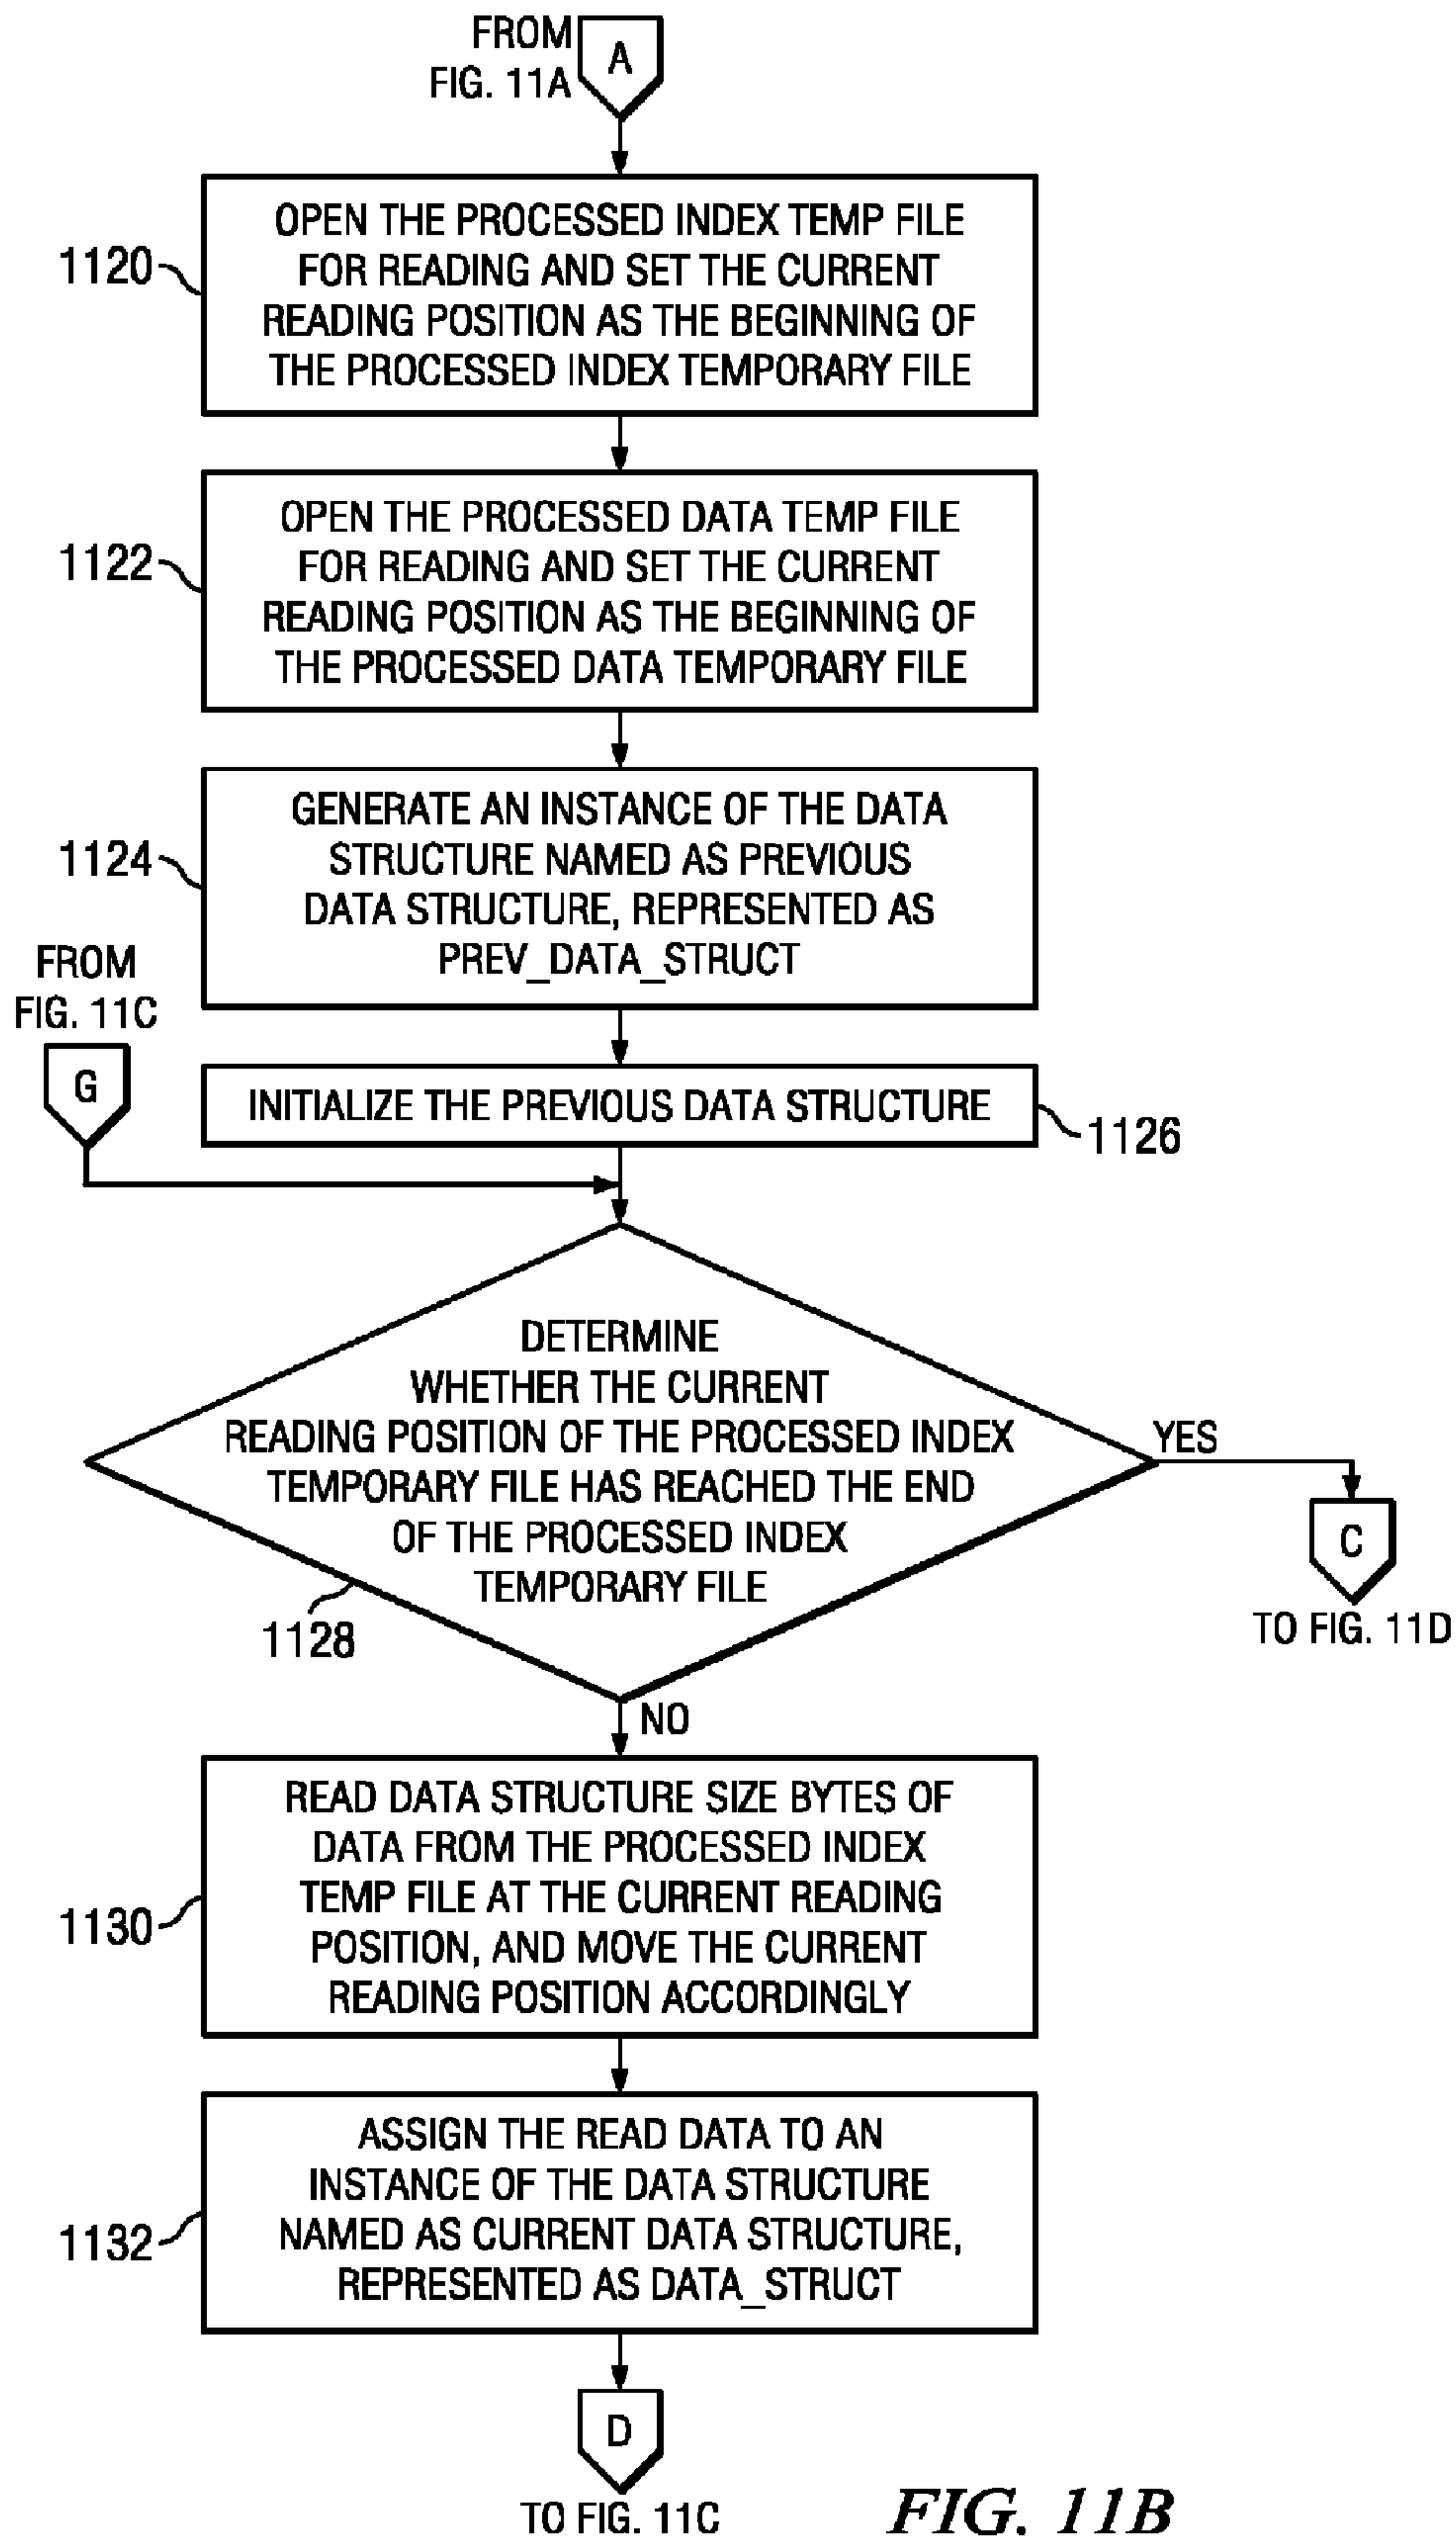 FROM
FIG. 11A
A
OPEN THE PROCESSED INDEX TEMP FILE
FOR READING AND SET THE CURRENT
READING POSITION AS THE BEGINNING OF
THE PROCESSED INDEX TEMPORARY FILE
1120
OPEN THE PROCESSED DATA TEMP FILE
FOR READING AND SET THE CURRENT
READING POSITION AS THE BEGINNING OF
THE PROCESSED DATA TEMPORARY FILE
1122
GENERATE AN INSTANCE OF THE DATA
STRUCTURE NAMED AS PREVIOUS
DATA STRUCTURE, REPRESENTED AS
PREV_DATA_STRUCT
1124
FROM
FIG. 11C
G
INITIALIZE THE PREVIOUS DATA STRUCTURE
1126
DETERMINE
WHETHER THE CURRENT
READING POSITION OF THE PROCESSED INDEX
TEMPORARY FILE HAS REACHED THE END
OF THE PROCESSED INDEX
TEMPORARY FILE
1128
YES
C
TO FIG. 11D
NO
READ DATA STRUCTURE SIZE BYTES OF
DATA FROM THE PROCESSED INDEX
TEMP FILE AT THE CURRENT READING
POSITION, AND MOVE THE CURRENT
READING POSITION ACCORDINGLY
1130
ASSIGN THE READ DATA TO AN
INSTANCE OF THE DATA STRUCTURE
NAMED AS CURRENT DATA STRUCTURE,
REPRESENTED AS DATA_STRUCT
1132
D
TO FIG. 11C
FIG. 11B